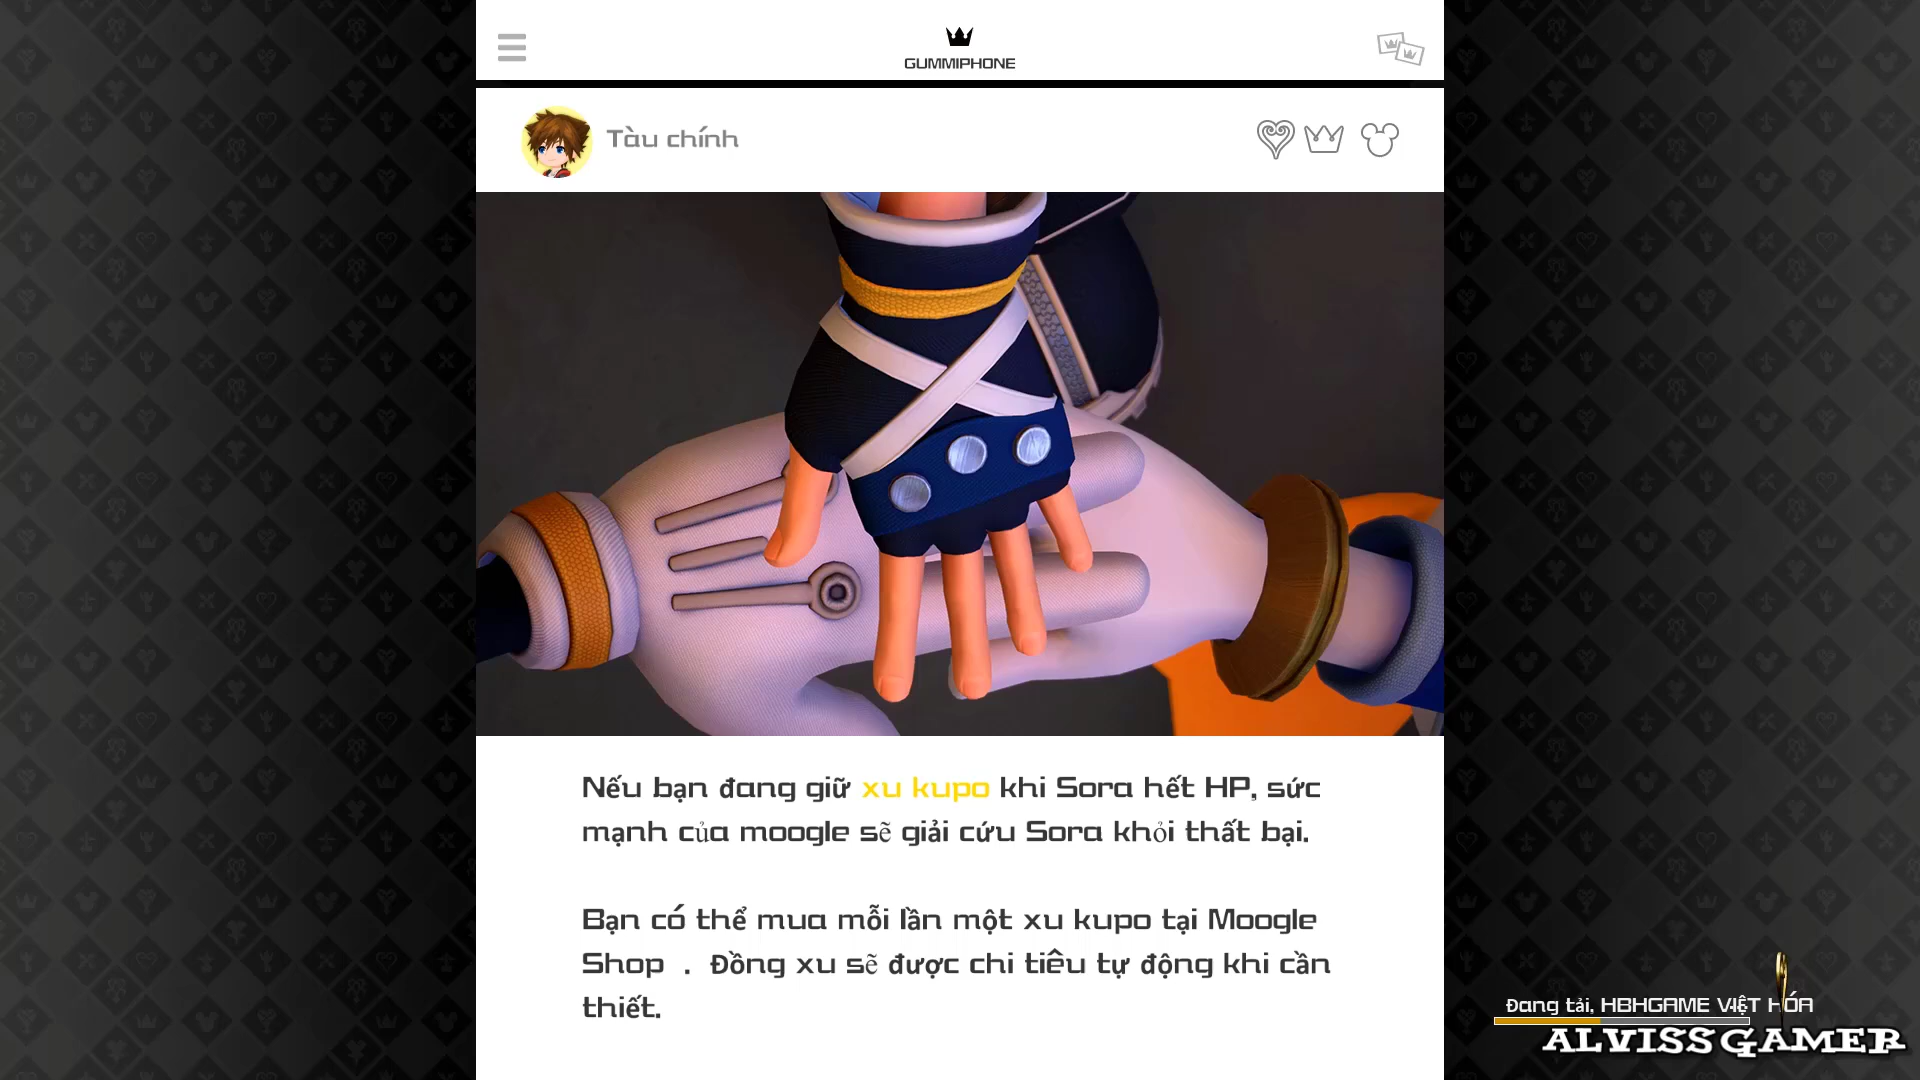 GUMMIPHONE
Tàu chính
Nếu bạn đang giữ xu kupo khi Sora hết HP, sức
mạnh của moogle sẽ giải cứu Sora khỏi thất bại.
Bạn có thể mua mỗi lần một xu kupo tại Moogle
Shop . Đồng xu sẽ được chi tiêu tự động khi cần
thiết.
Đang tải, HBHGAME VIỆT HÓA
ALVISSGAMER